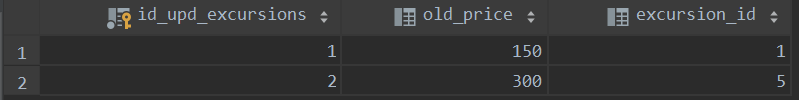 id_upd_excursions old_price excursion_id
1 1 150 1
2 2 300 5